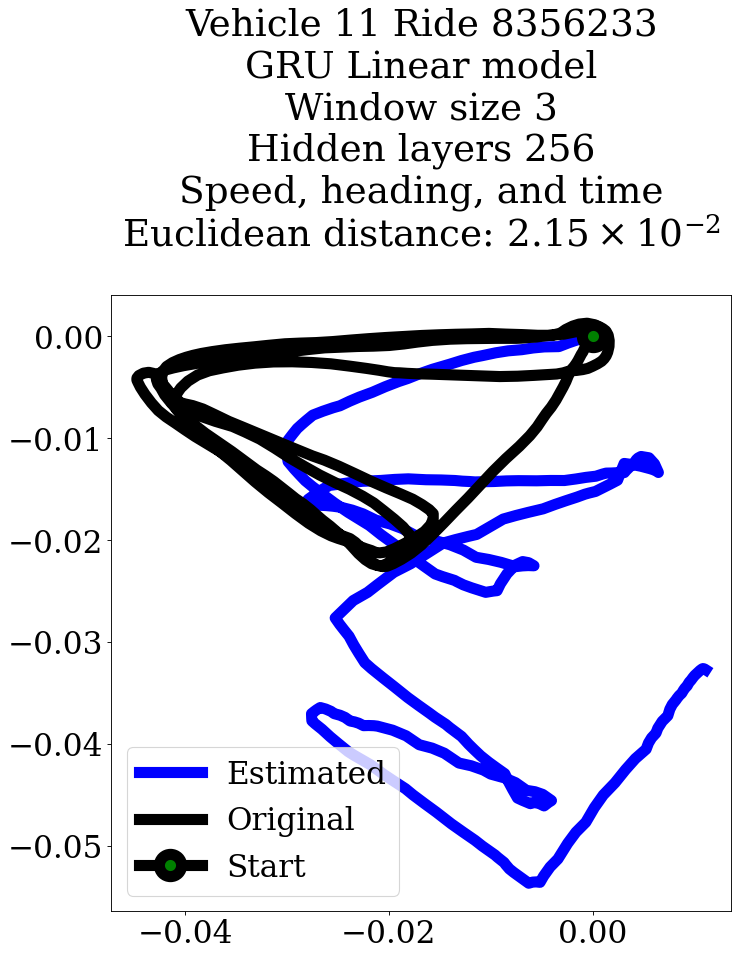 Vehicle 11 Ride 8356233
GRU Linear model
Window size 3
Hidden layers 256
Speed, heading, and time
Euclidean distance: 2.15 × 10⁻²
0.00
−0.01
−0.02
−0.03
−0.04
−0.05
Estimated
Original
Start
−0.04
−0.02
0.00